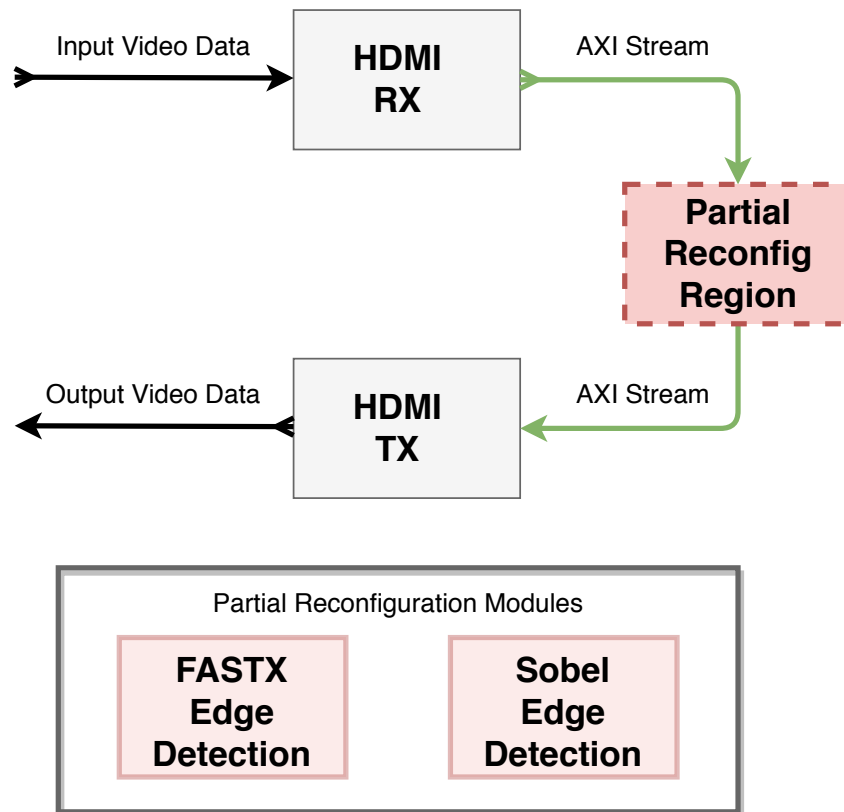 Input Video Data
HDMI
RX
AXI Stream
Partial
Reconfig
Region
Output Video Data
HDMI
TX
AXI Stream
Partial Reconfiguration Modules
FASTX
Edge
Detection
Sobel
Edge
Detection